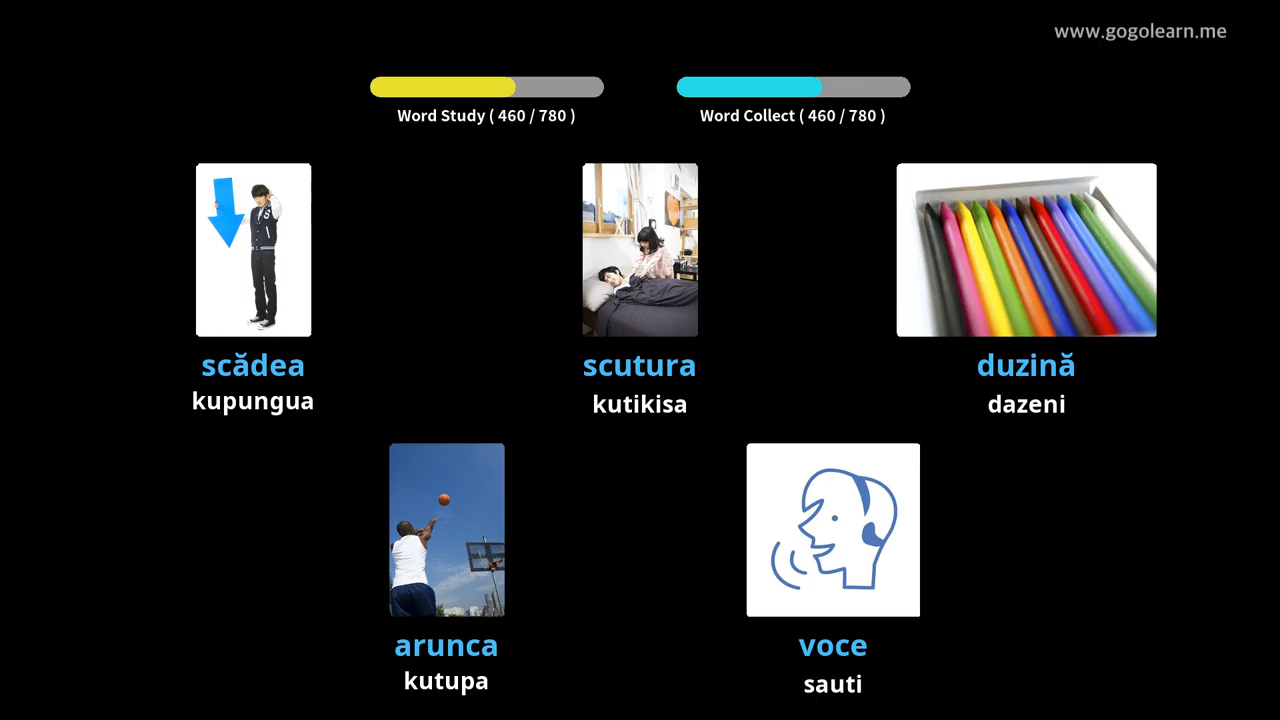 www.gogolearn.me
Word Study ( 460 / 780 )
Word Collect ( 460 / 780 )
scădea
kupungua
scutura
kutikisa
duzină
dazeni
arunca
kutupa
voce
sauti